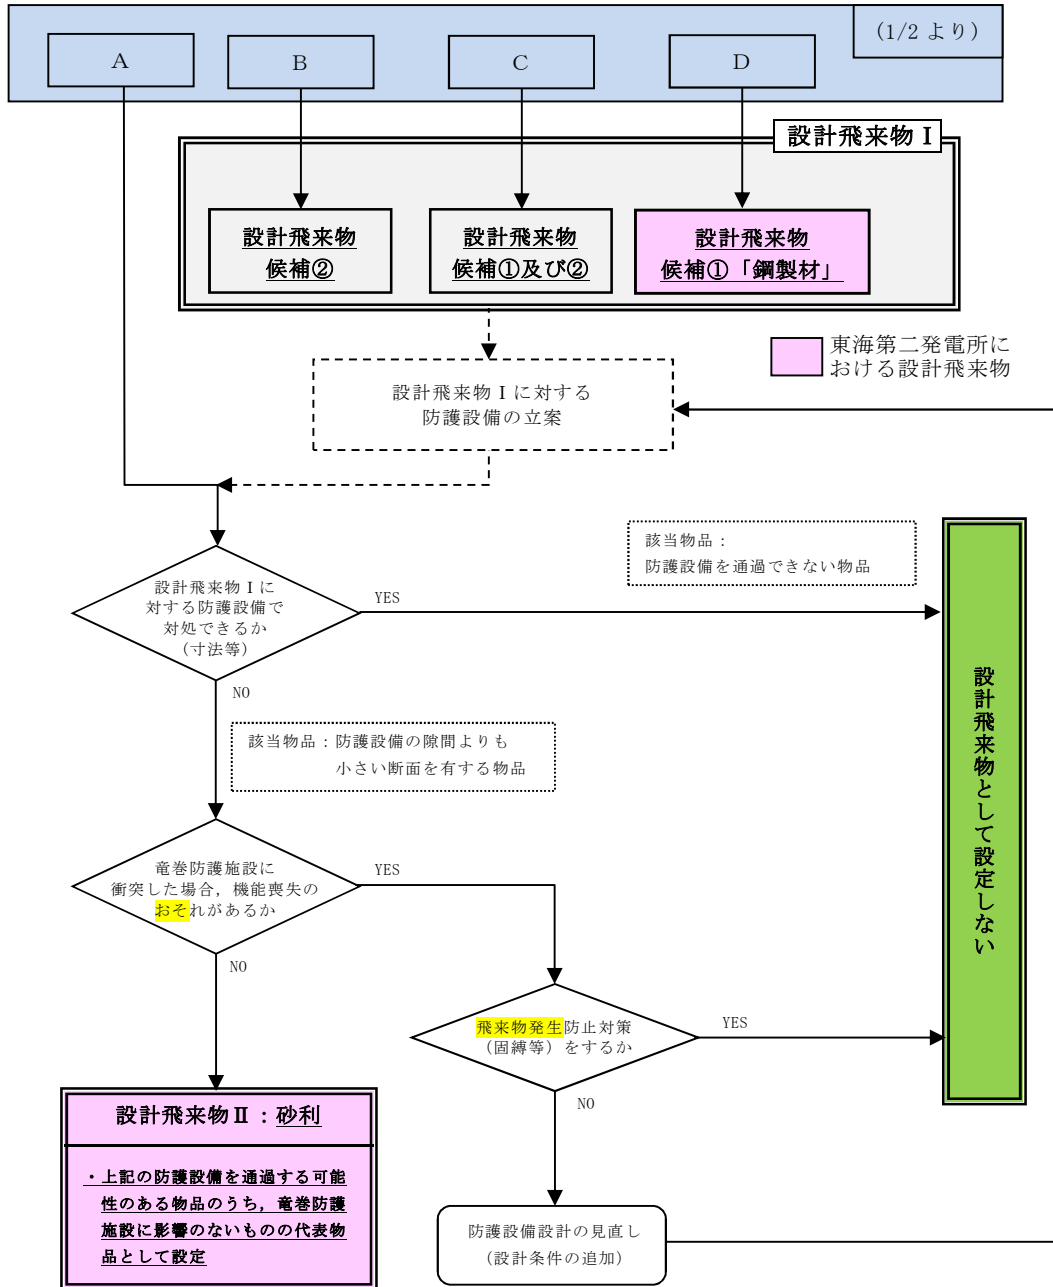 (1/2 より)
A
B
C
D
設計飛来物Ⅰ
設計飛来物
候補②
設計飛来物
候補①及び②
設計飛来物
候補①「鋼製材」
東海第二発電所に
おける設計飛来物
設計飛来物Ⅰに対する
防護設備の立案
該当物品：
防護設備を通過できない物品
設計飛来物Ⅰに
対する防護設備で
対処できるか
（寸法等）
YES
NO
該当物品：防護設備の隙間よりも
小さい断面を有する物品
設計飛来物として設定しない
竜巻防護施設に
衝突した場合，機能喪失の
おそれがあるか
YES
NO
飛来物発生防止対策
（固縛等）をするか
YES
NO
設計飛来物Ⅱ：砂利
・上記の防護設備を通過する可能
性のある物品のうち，竜巻防護
施設に影響のないものの代表物
品として設定
防護設備設計の見直し
（設計条件の追加）